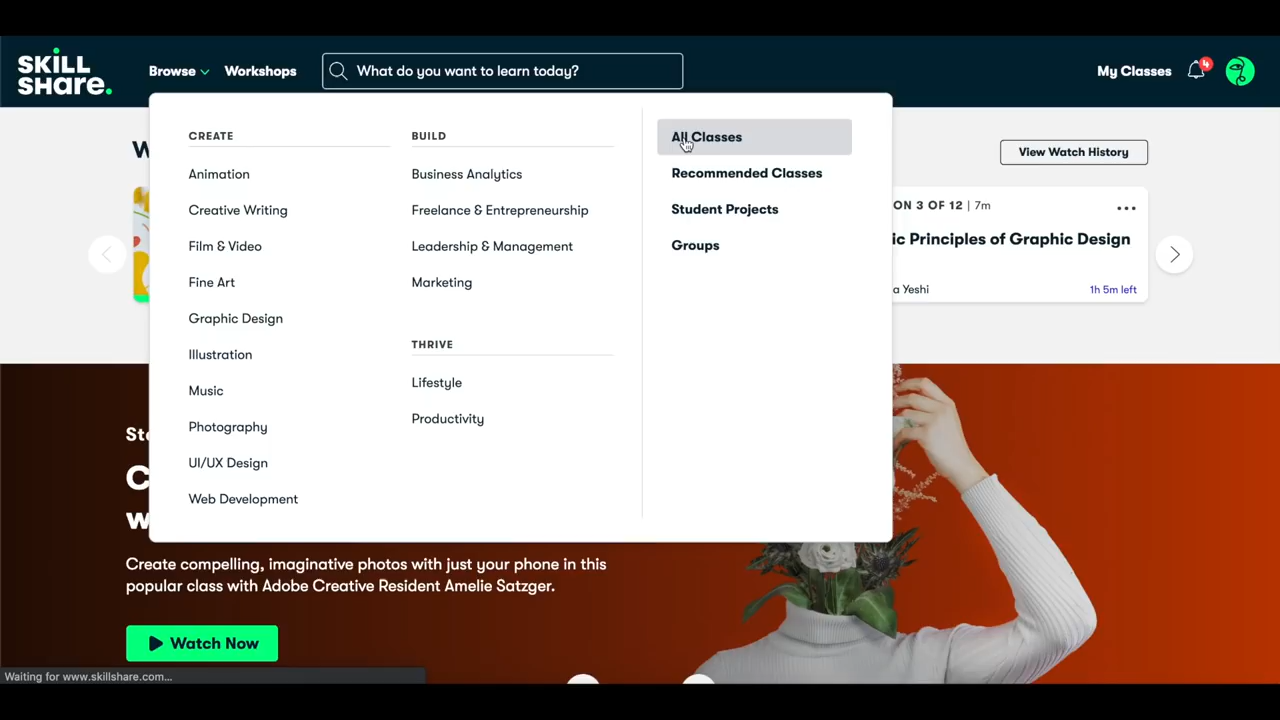 SKILL
SHARE.
Browse
Workshops
What do you want to learn today?
My Classes
4
W
View Watch History
CREATE
Animation
Creative Writing
Film & Video
Fine Art
Graphic Design
Illustration
Music
Photography
UI/UX Design
Web Development
BUILD
Business Analytics
Freelance & Entrepreneurship
Leadership & Management
Marketing
THRIVE
Lifestyle
Productivity
All Classes
Recommended Classes
Student Projects
Groups
ON 3 OF 12 | 7m
ic Principles of Graphic Design
a Yeshi
1h 5m left
Sta
C
w
Create compelling, imaginative photos with just your phone in this
popular class with Adobe Creative Resident Amelie Satzger.
Watch Now
Waiting for www.skillshare.com...